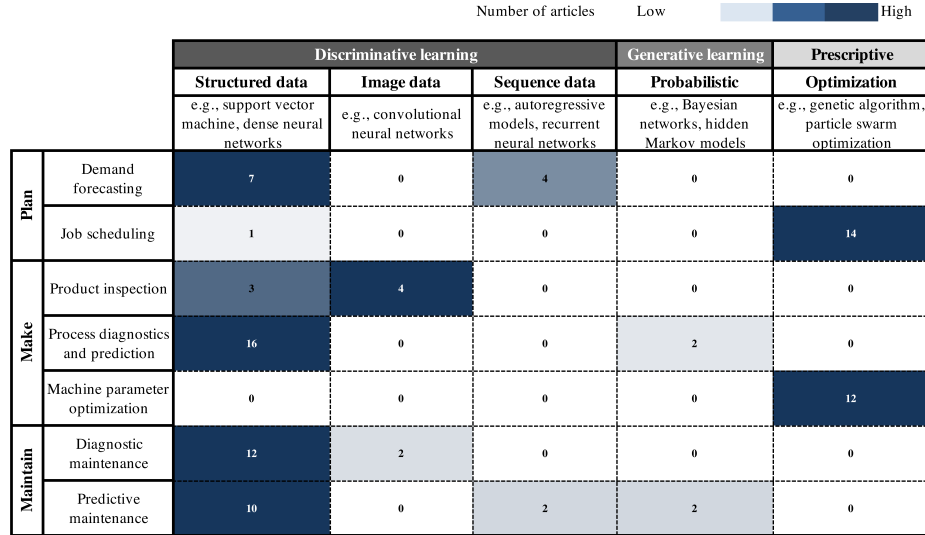 Number of articles Low High
Discriminative learning Generative learning Prescriptive
Structured data Image data Sequence data Probabilistic Optimization
e.g., support vector machine, dense neural networks e.g., convolutional neural networks e.g., autoregressive models, recurrent neural networks e.g., Bayesian networks, hidden Markov models e.g., genetic algorithm, particle swarm optimization
Plan
Demand forecasting 7 0 4 0 0
Job scheduling 1 0 0 0 14
Make
Product inspection 3 4 0 0 0
Process diagnostics and prediction 16 0 0 2 0
Machine parameter optimization 0 0 0 0 12
Maintain
Diagnostic maintenance 12 2 0 0 0
Predictive maintenance 10 0 2 2 0